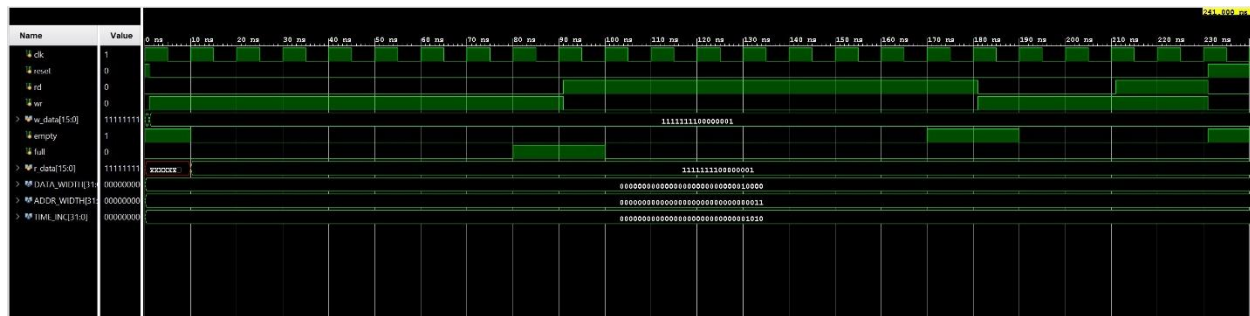 241.000 ns
Name Value
0 ns 10 ns 20 ns 30 ns 40 ns 50 ns 60 ns 70 ns 80 ns 90 ns 100 ns 110 ns 120 ns 130 ns 140 ns 150 ns 160 ns 170 ns 180 ns 190 ns 200 ns 210 ns 220 ns 230 ns
clk 1
reset 0
rd 0
wr 0
w_data[15:0] 11111111 1111111100000001
empty 1
full 0
r_data[15:0] 11111111 XXXXXX 1111111100000001
DATA_WIDTH[31: 00000000 00000000000000000000000000010000
ADDR_WIDTH[31: 00000000 00000000000000000000000000000011
TIME_INC[31:0] 00000000 00000000000000000000000000001010